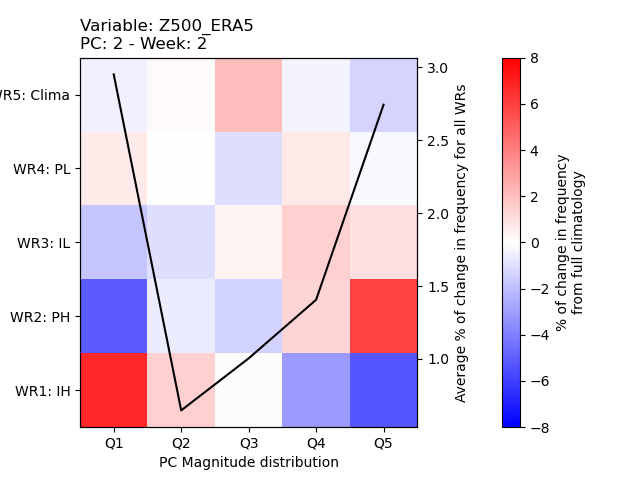 Variable: Z500_ERA5
PC: 2 - Week: 2
WR5: Clima
WR4: PL
WR3: IL
WR2: PH
WR1: IH
Q1 Q2 Q3 Q4 Q5
PC Magnitude distribution
3.0
2.5
2.0
1.5
1.0
Average % of change in frequency for all WRs
8
6
4
2
0
−2
−4
−6
−8
% of change in frequency
from full climatology